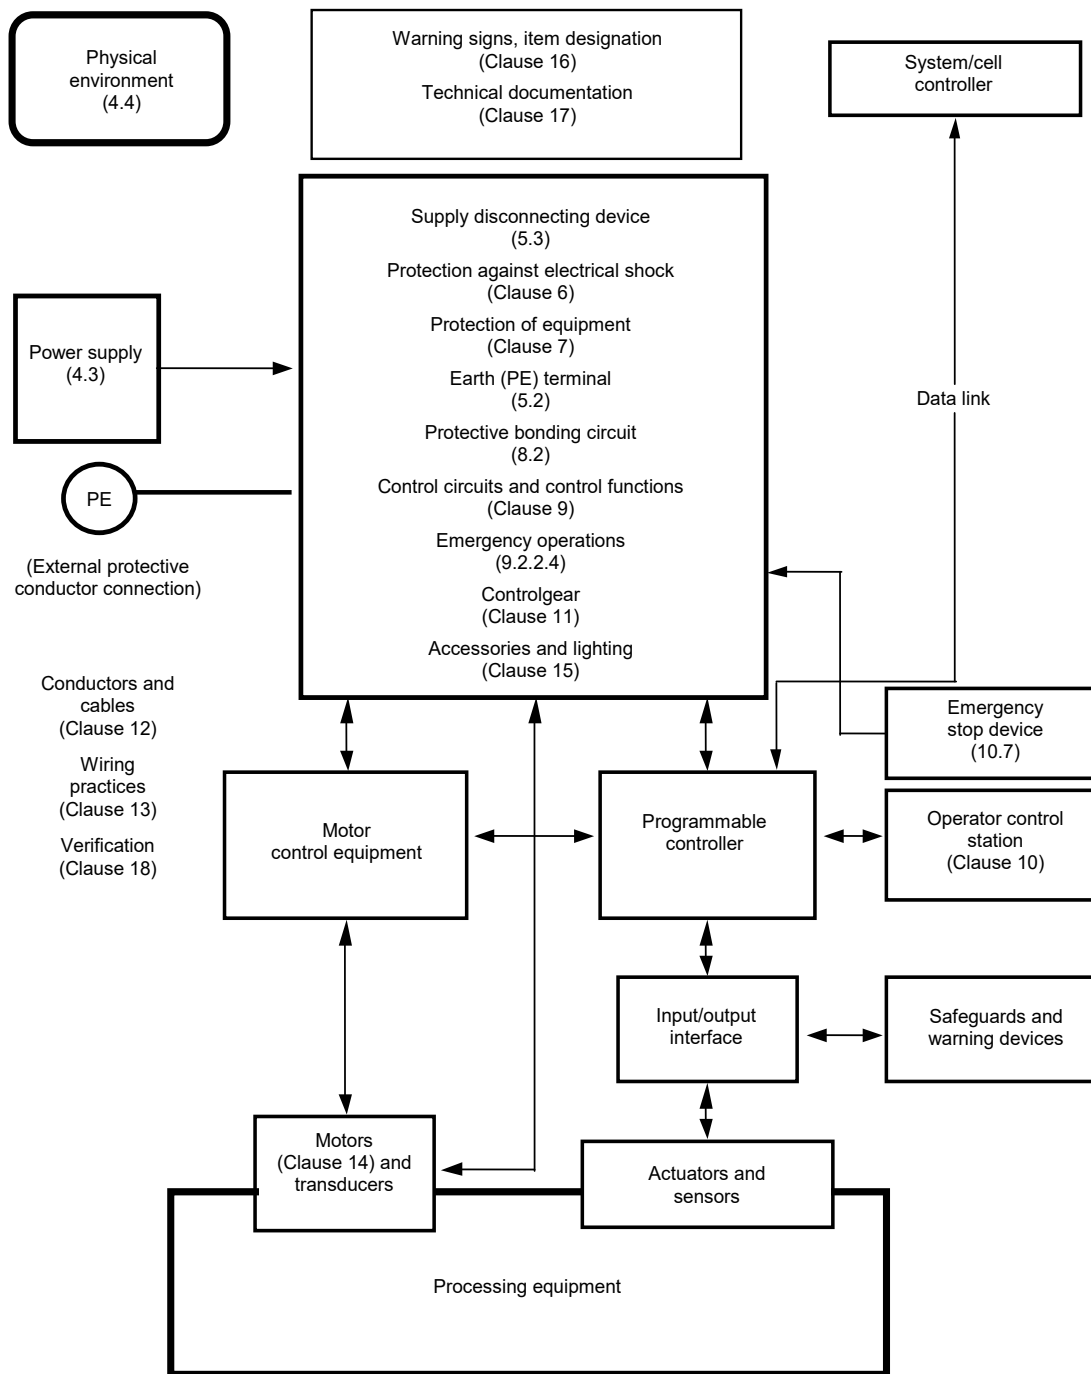 Physical
environment
(4.4)
Warning signs, item designation
(Clause 16)
Technical documentation
(Clause 17)
System/cell
controller
Supply disconnecting device
(5.3)
Protection against electrical shock
(Clause 6)
Protection of equipment
(Clause 7)
Earth (PE) terminal
(5.2)
Protective bonding circuit
(8.2)
Control circuits and control functions
(Clause 9)
Emergency operations
(9.2.2.4)
Controlgear
(Clause 11)
Accessories and lighting
(Clause 15)
Power supply
(4.3)
PE
(External protective
conductor connection)
Data link
Conductors and
cables
(Clause 12)
Wiring
practices
(Clause 13)
Verification
(Clause 18)
Emergency
stop device
(10.7)
Motor
control equipment
Programmable
controller
Operator control
station
(Clause 10)
Input/output
interface
Safeguards and
warning devices
Motors
(Clause 14) and
transducers
Actuators and
sensors
Processing equipment